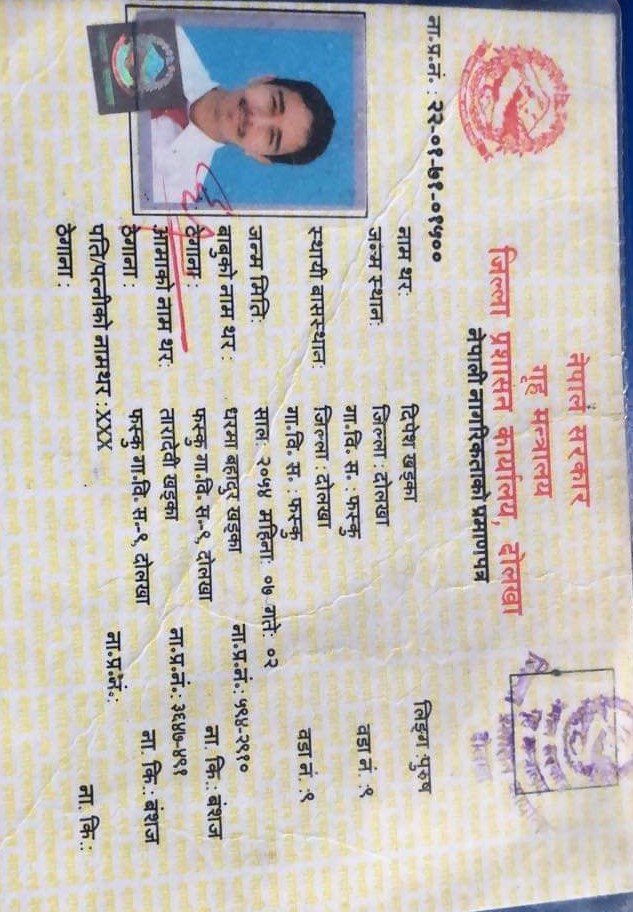 नेपाल सरकार
गृह मन्त्रालय
जिल्ला प्रशासन कार्यालय, दोलखा
नेपाली नागरिकताको प्रमाणपत्र
ना.प्र.नं. : २२-०१-७१-०१५००
नाम थर: दिपेश खड्का लिङ्ग :पुरुष
जन्म स्थान: जिल्ला : दोलखा
गा.वि. स. : फस्कु वडा नं. :९
स्थायी बासस्थान: जिल्ला : दोलखा
गा.वि. स. : फस्कु वडा नं. :९
जन्म मिति: साल: २०५४ महिना: ०७ गते: ०२
बाबुको नाम थर : धरमा बहादुर खड्का ना.प्र.नं.: ५९४-२९१०
ठेगाना : फस्कु गा.वि. स.-९, दोलखा ना. कि.: बंशज
आमाको नाम थर: तारादेवी खड्का ना.प्र.नं.: ३६४७-४९१
ठेगाना : फस्कु गा.वि. स.-९, दोलखा ना. कि.: बंशज
पति/पत्नीको नामथर :XXX ना.प्र.नं.:
ठेगाना : ना. कि.: